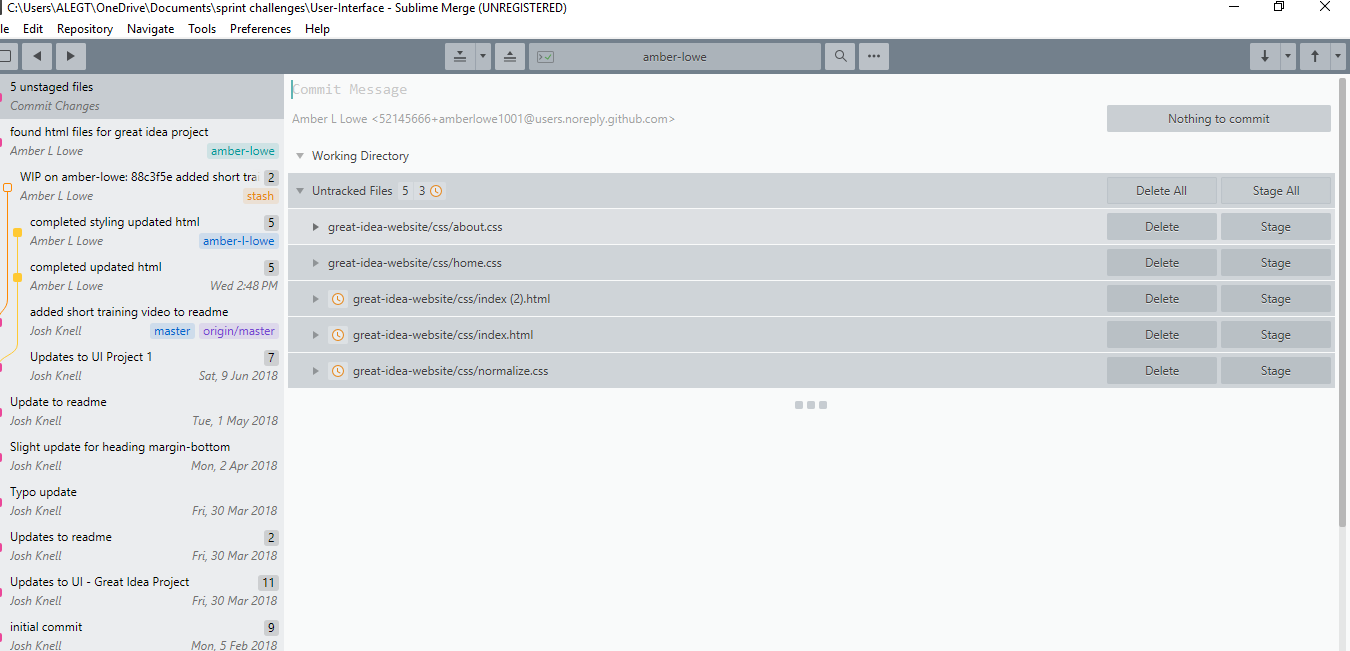 C:\Users\ALEGT\OneDrive\Documents\sprint challenges\User-Interface - Sublime Merge (UNREGISTERED)
le Edit Repository Navigate Tools Preferences Help
amber-lowe
5 unstaged files
Commit Changes
found html files for great idea project
Amber L Lowe amber-lowe
WIP on amber-lowe: 88c3f5e added short tra 2
Amber L Lowe stash
completed styling updated html 5
Amber L Lowe amber-l-lowe
completed updated html 5
Amber L Lowe Wed 2:48 PM
added short training video to readme
Josh Knell master origin/master
Updates to UI Project 1 7
Josh Knell Sat, 9 Jun 2018
Update to readme
Josh Knell Tue, 1 May 2018
Slight update for heading margin-bottom
Josh Knell Mon, 2 Apr 2018
Typo update
Josh Knell Fri, 30 Mar 2018
Updates to readme 2
Josh Knell Fri, 30 Mar 2018
Updates to UI - Great Idea Project 11
Josh Knell Fri, 30 Mar 2018
initial commit 9
Josh Knell Mon, 5 Feb 2018
Commit Message
Amber L Lowe <52145666+amberlowe1001@users.noreply.github.com>
Nothing to commit
Working Directory
Untracked Files 5 3 Delete All Stage All
great-idea-website/css/about.css Delete Stage
great-idea-website/css/home.css Delete Stage
great-idea-website/css/index (2).html Delete Stage
great-idea-website/css/index.html Delete Stage
great-idea-website/css/normalize.css Delete Stage